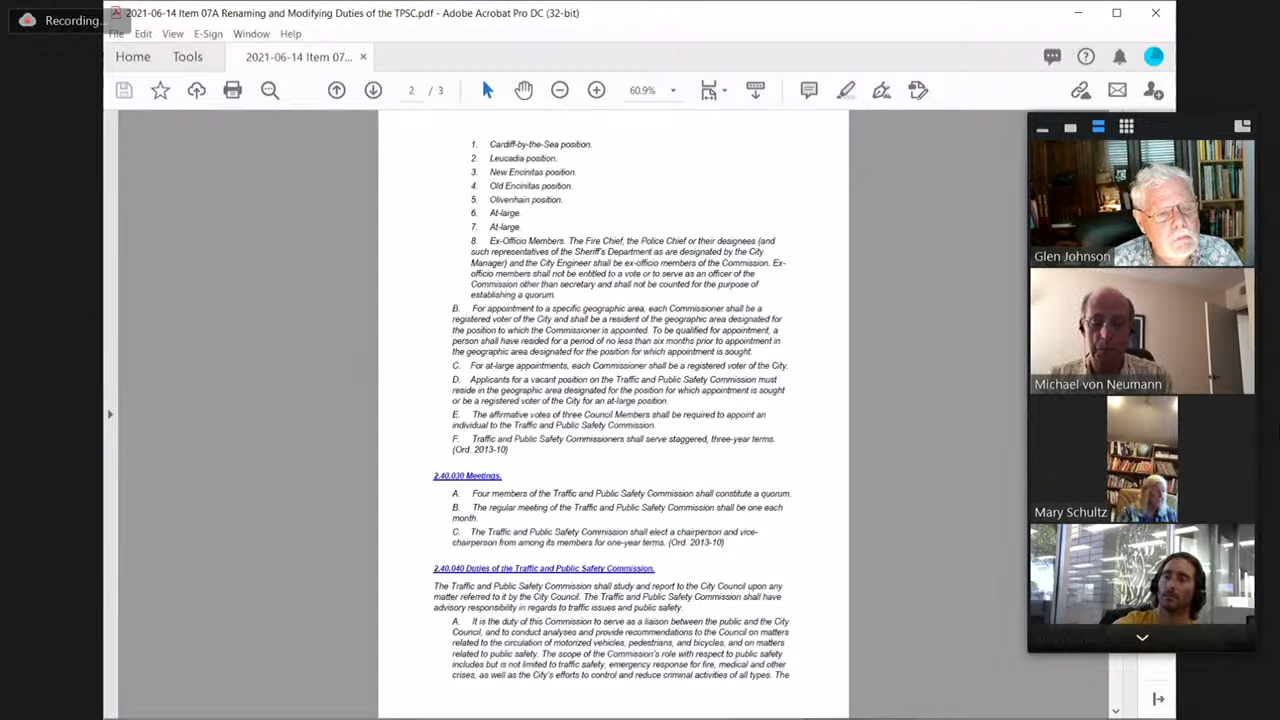 Recording...
2021-06-14 Item 07A Renaming and Modifying Duties of the TPSC.pdf - Adobe Acrobat Pro DC (32-bit)
File Edit View E-Sign Window Help
Home Tools 2021-06-14 Item 07... ×
2 / 3 60.9%
1. Cardiff-by-the-Sea position.
2. Leucadia position.
3. New Encinitas position.
4. Old Encinitas position.
5. Olivenhain position.
6. At-large.
7. At-large.
8. Ex-Officio Members. The Fire Chief, the Police Chief or their designees (and
such representatives of the Sheriff's Department as are designated by the City
Manager) and the City Engineer shall be ex-officio members of the Commission. Ex-
officio members shall not be entitled to a vote or to serve as an officer of the
Commission other than secretary and shall not be counted for the purpose of
establishing a quorum.
B. For appointment to a specific geographic area, each Commissioner shall be a
registered voter of the City and shall be a resident of the geographic area designated for
the position to which the Commissioner is appointed. To be qualified for appointment, a
person shall have resided for a period of no less than six months prior to appointment in
the geographic area designated for the position for which appointment is sought.
C. For at-large appointments, each Commissioner shall be a registered voter of the City.
D. Applicants for a vacant position on the Traffic and Public Safety Commission must
reside in the geographic area designated for the position for which appointment is sought
or be a registered voter of the City for an at-large position.
E. The affirmative votes of three Council Members shall be required to appoint an
individual to the Traffic and Public Safety Commission.
F. Traffic and Public Safety Commissioners shall serve staggered, three-year terms.
(Ord. 2013-10)
2.40.030 Meetings.
A. Four members of the Traffic and Public Safety Commission shall constitute a quorum.
B. The regular meeting of the Traffic and Public Safety Commission shall be one each
month.
C. The Traffic and Public Safety Commission shall elect a chairperson and vice-
chairperson from among its members for one-year terms. (Ord. 2013-10)
2.40.040 Duties of the Traffic and Public Safety Commission.
The Traffic and Public Safety Commission shall study and report to the City Council upon any
matter referred to it by the City Council. The Traffic and Public Safety Commission shall have
advisory responsibility in regards to traffic issues and public safety.
A. It is the duty of this Commission to serve as a liaison between the public and the City
Council, and to conduct analyses and provide recommendations to the Council on matters
related to the circulation of motorized vehicles, pedestrians, and bicycles, and on matters
related to public safety. The scope of the Commission's role with respect to public safety
includes but is not limited to traffic safety, emergency response for fire, medical and other
crises, as well as the City's efforts to control and reduce criminal activities of all types. The
Glen Johnson
Michael von Neumann
Mary Schultz